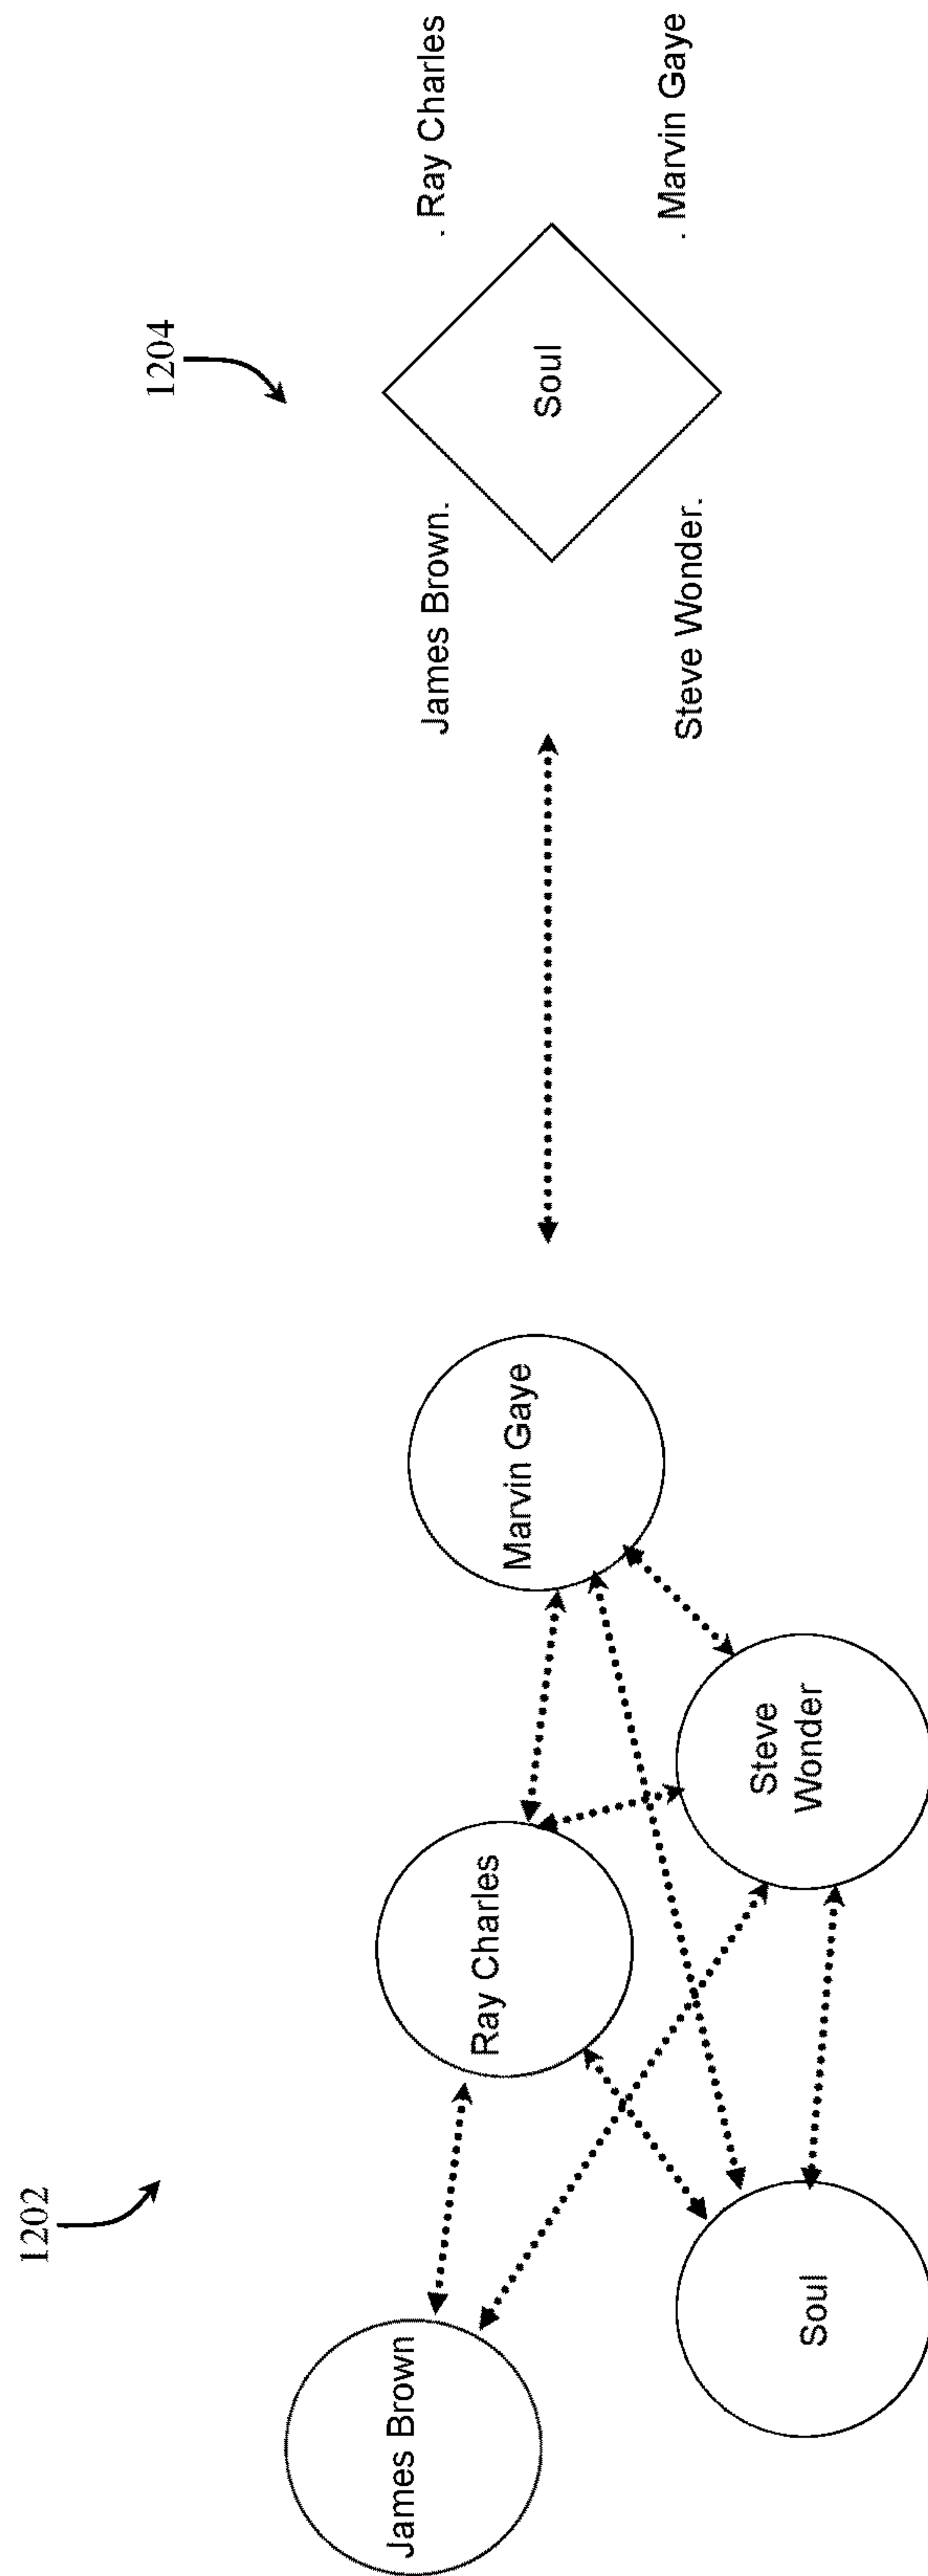 1202
James Brown
Ray Charles
Marvin Gaye
Soul
Steve
Wonder
1204
James Brown.
. Ray Charles
Soul
Steve Wonder.
. Marvin Gaye